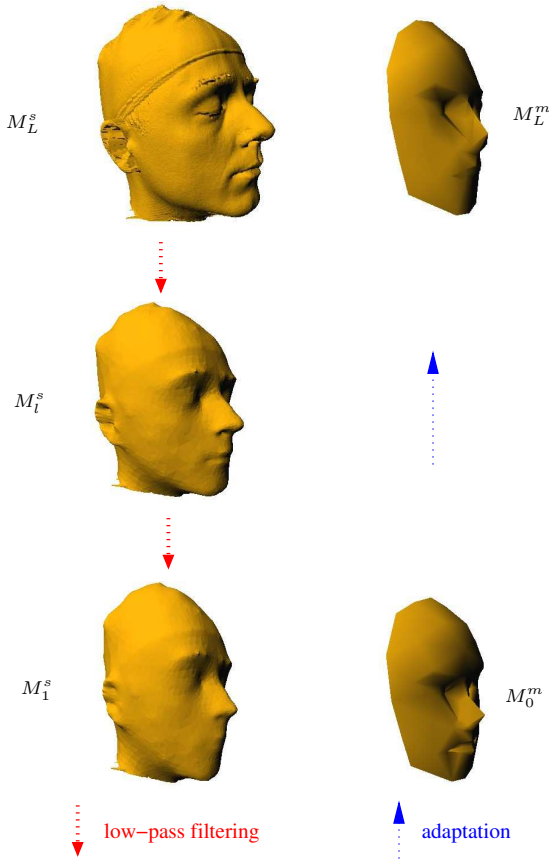 M_L^s
M_L^m
M_l^s
M_1^s
M_0^m
low-pass filtering
adaptation